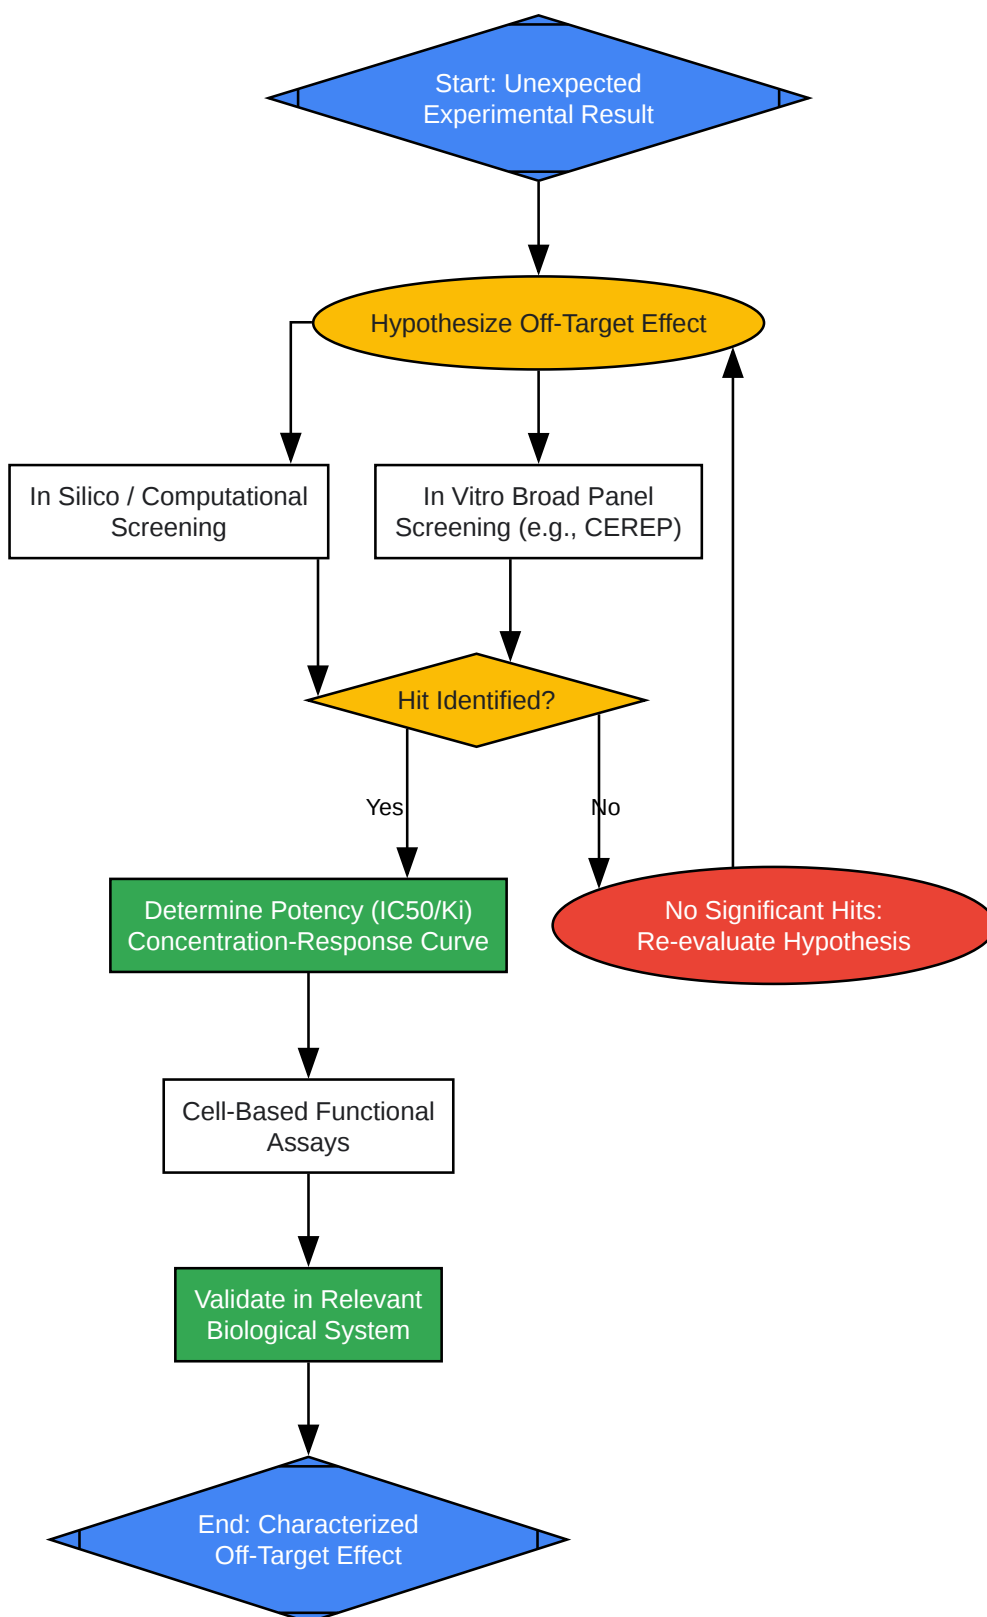 Start: Unexpected
Experimental Result
Hypothesize Off-Target Effect
In Silico / Computational
Screening
In Vitro Broad Panel
Screening (e.g., CEREP)
Hit Identified?
Yes
No
Determine Potency (IC50/Ki)
Concentration-Response Curve
No Significant Hits:
Re-evaluate Hypothesis
Cell-Based Functional
Assays
Validate in Relevant
Biological System
End: Characterized
Off-Target Effect